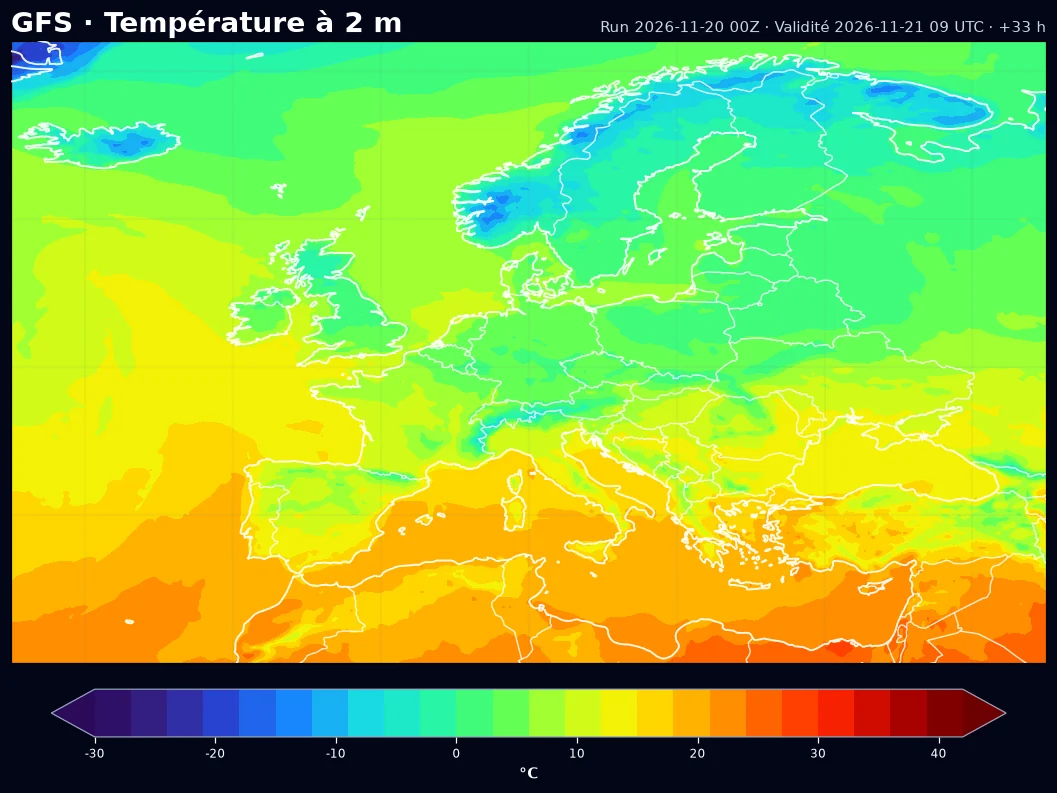 GFS · Température à 2 m
Run 2026-11-20 00Z · Validité 2026-11-21 09 UTC · +33 h
-30 -20 -10 0 10 20 30 40
°C